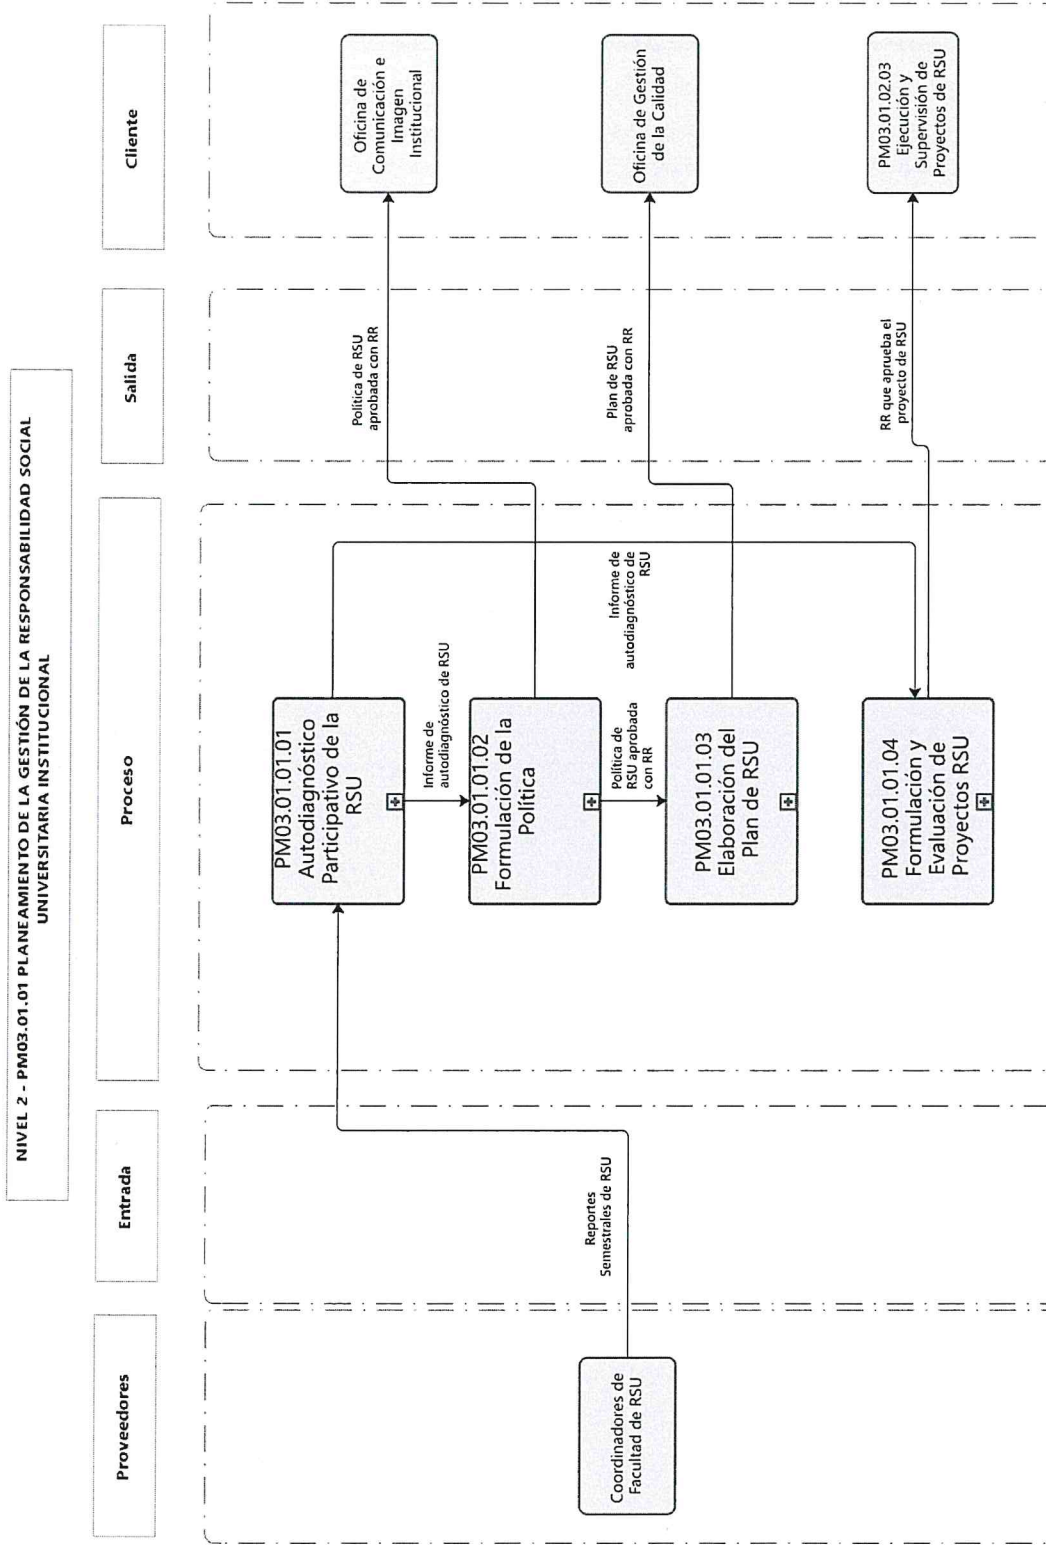 NIVEL 2 - PM03.01.01 PLANEAMIENTO DE LA GESTIÓN DE LA RESPONSABILIDAD SOCIAL
UNIVERSITARIA INSTITUCIONAL
Proveedores
Entrada
Proceso
Salida
Cliente
Coordinadores de
Facultad de RSU
Reportes
Semestrales de RSU
PM03.01.01.01
Autodiagnóstico
Participativo de la
RSU
Informe de
autodiagnóstico de RSU
PM03.01.01.02
Formulación de la
Política
Política de
RSU aprobada
con RR
PM03.01.01.03
Elaboración del
Plan de RSU
Informe de
autodiagnóstico de
RSU
PM03.01.01.04
Formulación y
Evaluación de
Proyectos RSU
Política de RSU
aprobada con RR
Plan de RSU
aprobada con RR
RR que aprueba el
proyecto de RSU
Oficina de
Comunicación e
Imagen
Institucional
Oficina de Gestión
de la Calidad
PM03.01.02.03
Ejecución y
Supervisión de
Proyectos de RSU